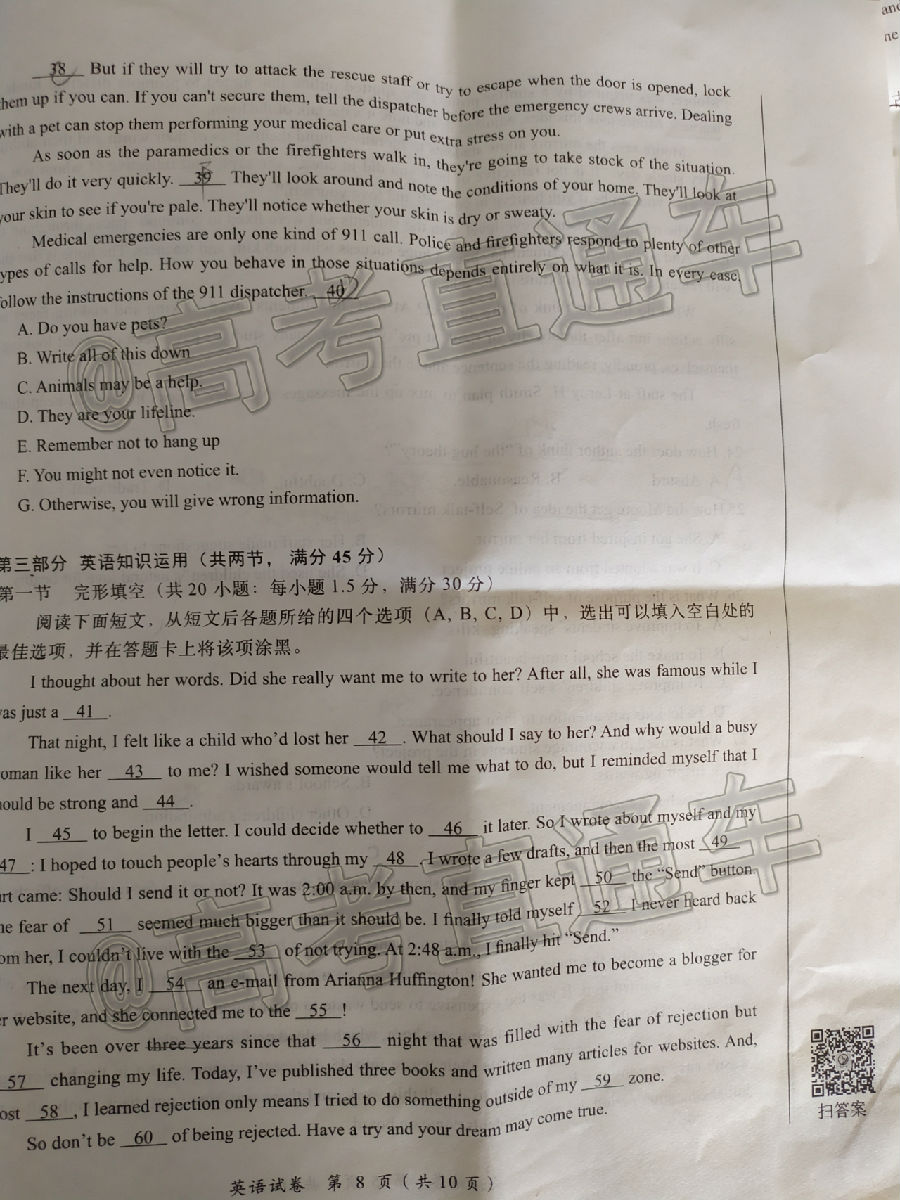 and
ne
38 But if they will try to attack the rescue staff or try to escape when the door is opened, lock
hem up if you can. If you can't secure them, tell the dispatcher before the emergency crews arrive. Dealing
with a pet can stop them performing your medical care or put extra stress on you.
As soon as the paramedics or the firefighters walk in, they're going to take stock of the situation.
They'll do it very quickly. 39 They'll look around and note the conditions of your home. They'll look at
your skin to see if you're pale. They'll notice whether your skin is dry or sweaty.
Medical emergencies are only one kind of 911 call. Police and firefighters respond to plenty of other
ypes of calls for help. How you behave in those situations depends entirely on what it is. In every case,
ollow the instructions of the 911 dispatcher. 40
A. Do you have pets?
B. Write all of this down
C. Animals may be a help.
D. They are your lifeline.
E. Remember not to hang up
F. You might not even notice it.
G. Otherwise, you will give wrong information.
第三部分 英语知识运用（共两节， 满分 45 分）
第一节 完形填空（共 20 小题：每小题 1.5 分，满分 30 分）
阅读下面短文，从短文后各题所给的四个选项（A, B, C, D）中，选出可以填入空白处的
最佳选项，并在答题卡上将该项涂黑。
I thought about her words. Did she really want me to write to her? After all, she was famous while I
was just a 41 .
That night, I felt like a child who'd lost her 42 . What should I say to her? And why would a busy
oman like her 43 to me? I wished someone would tell me what to do, but I reminded myself that I
hould be strong and 44 .
I 45 to begin the letter. I could decide whether to 46 it later. So I wrote about myself and my
47 : I hoped to touch people's hearts through my 48 . I wrote a few drafts, and then the most 49
art came: Should I send it or not? It was 2:00 a.m. by then, and my finger kept 50 the "Send" button
he fear of 51 seemed much bigger than it should be. I finally told myself 52 I never heard back
om her, I couldn't live with the 53 of not trying. At 2:48 a.m., I finally hit "Send."
The next day, I 54 an e-mail from Arianna Huffington! She wanted me to become a blogger for
er website, and she connected me to the 55 !
It's been over three years since that 56 night that was filled with the fear of rejection but
57 changing my life. Today, I've published three books and written many articles for websites. And,
ost 58 , I learned rejection only means I tried to do something outside of my 59 zone.
So don't be 60 of being rejected. Have a try and your dream may come true.
扫答案
英语试卷 第 8 页（共 10 页）
@高考直通车
@高考直通车